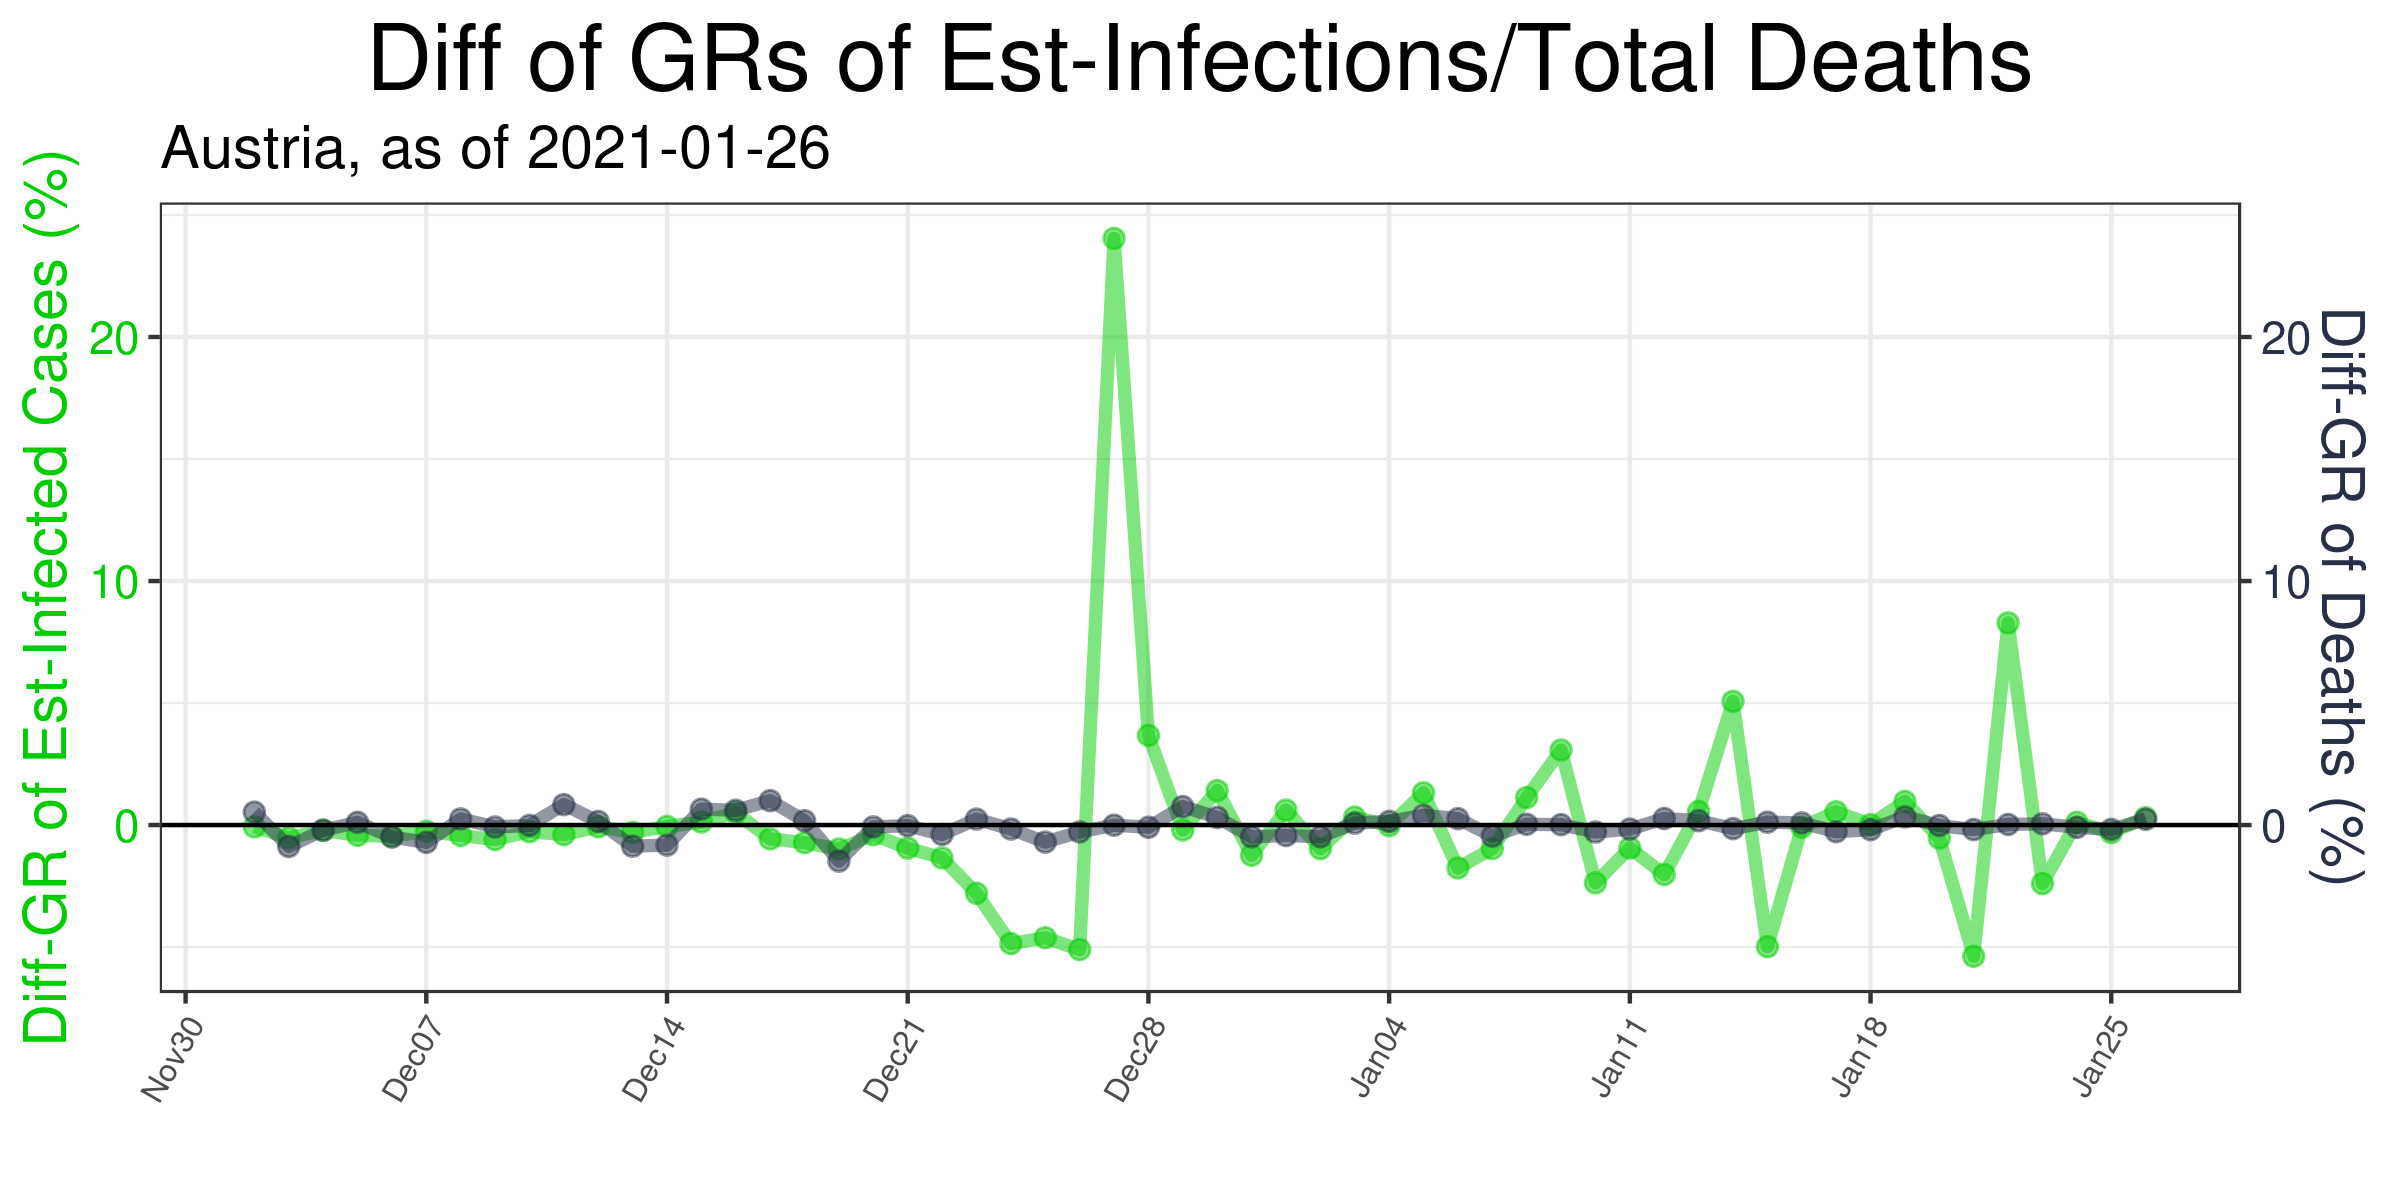 Diff of GRs of Est-Infections/Total Deaths
Austria, as of 2021-01-26
Diff-GR of Est-Infected Cases (%)
20
10
0
20
10
0
Diff-GR of Deaths (%)
Nov30
Dec07
Dec14
Dec21
Dec28
Jan04
Jan11
Jan18
Jan25